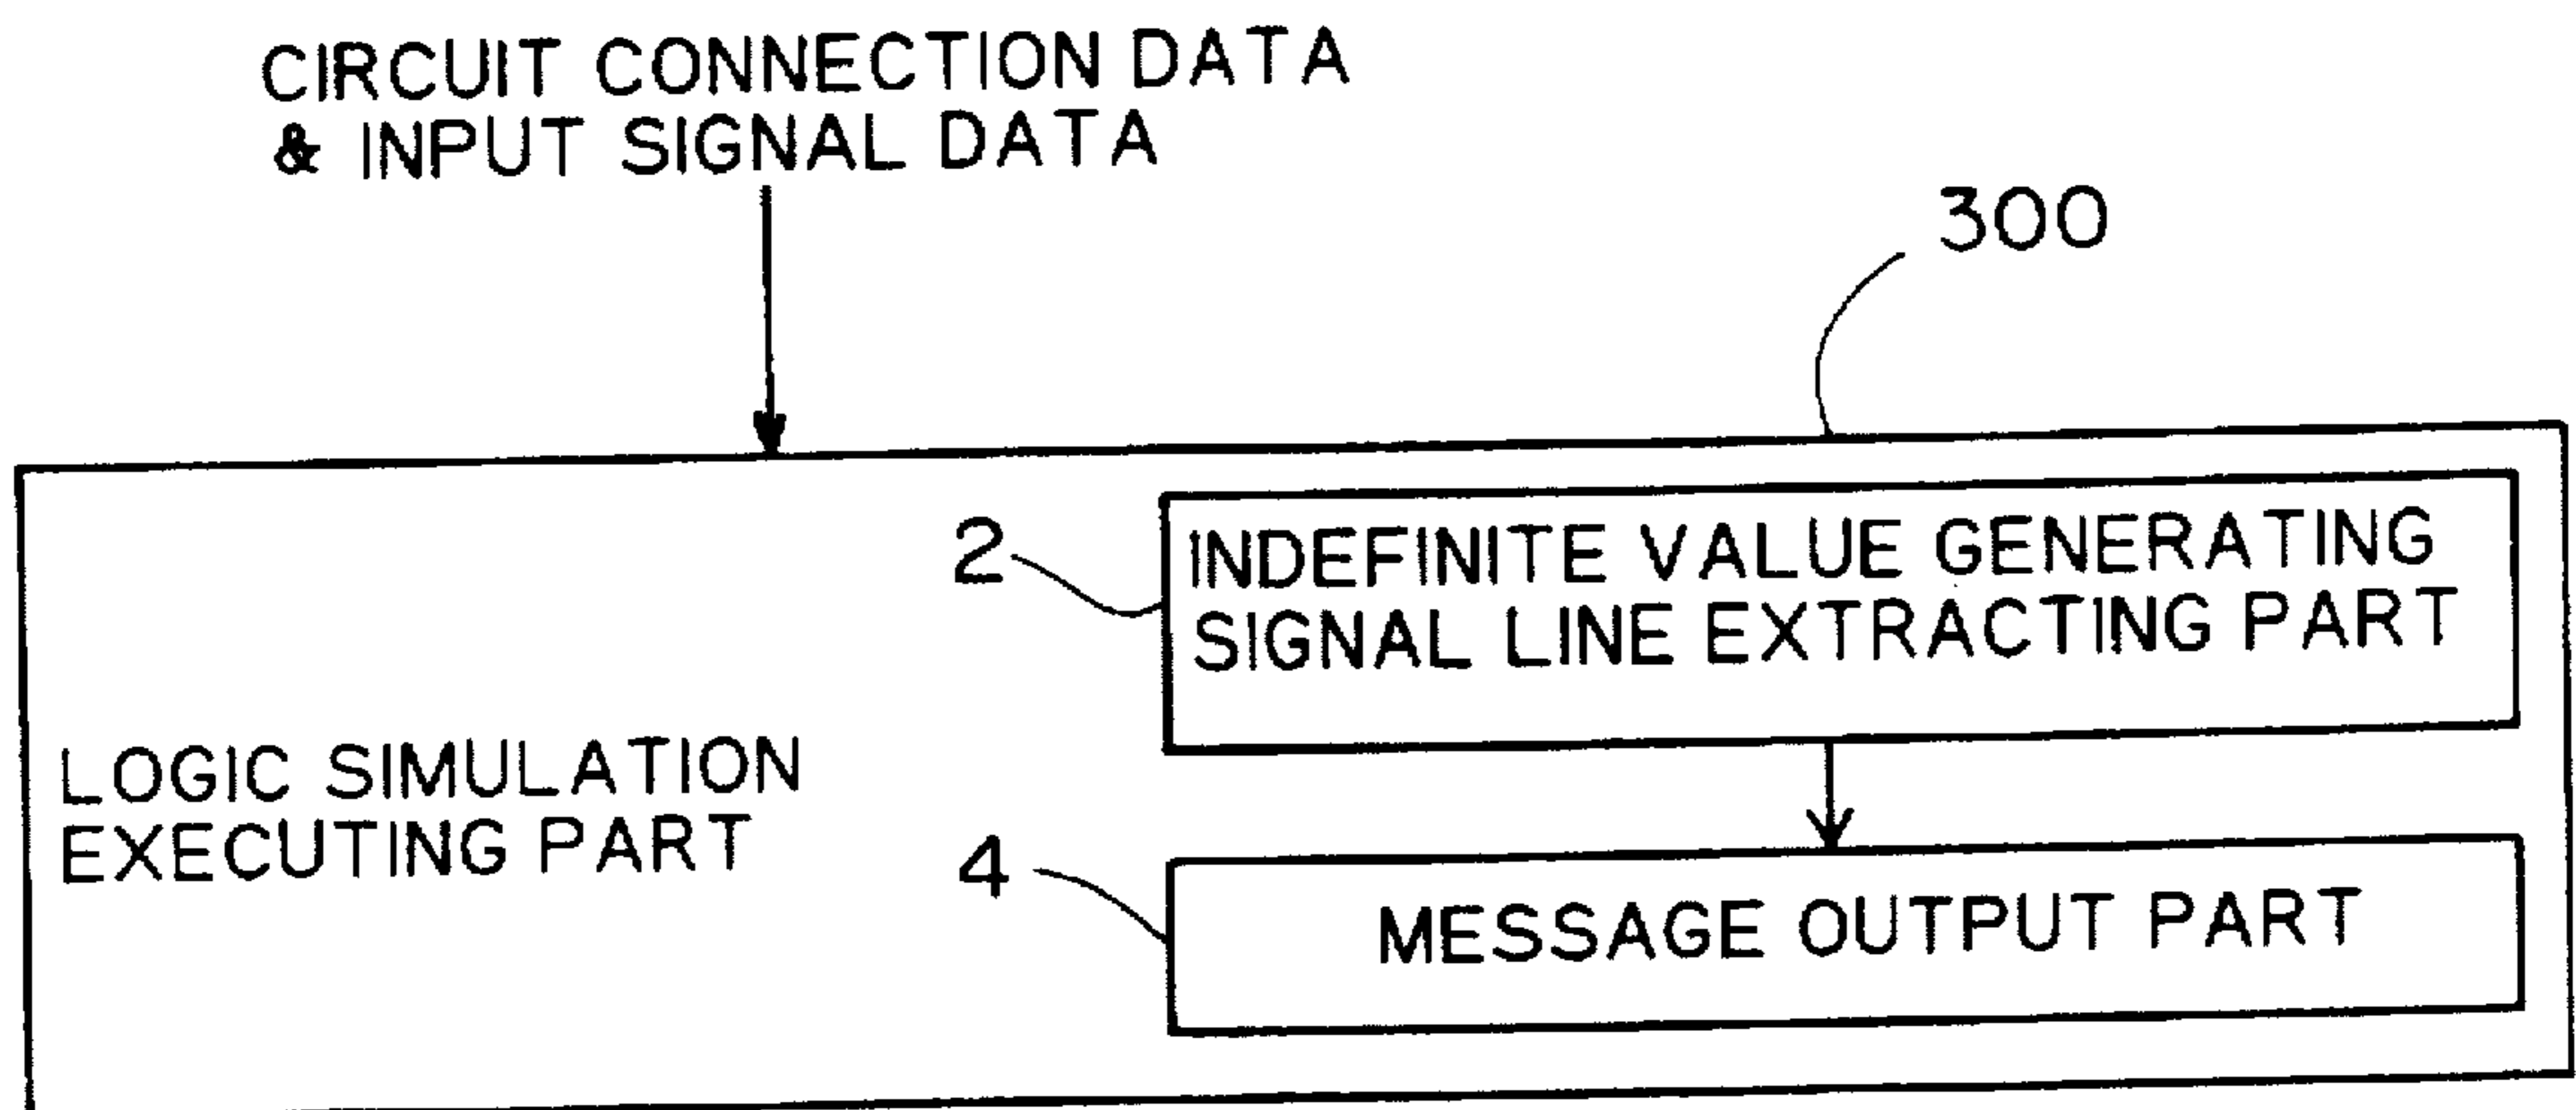 CIRCUIT CONNECTION DATA
& INPUT SIGNAL DATA
300
2
INDEFINITE VALUE GENERATING
SIGNAL LINE EXTRACTING PART
LOGIC SIMULATION
EXECUTING PART
4
MESSAGE OUTPUT PART